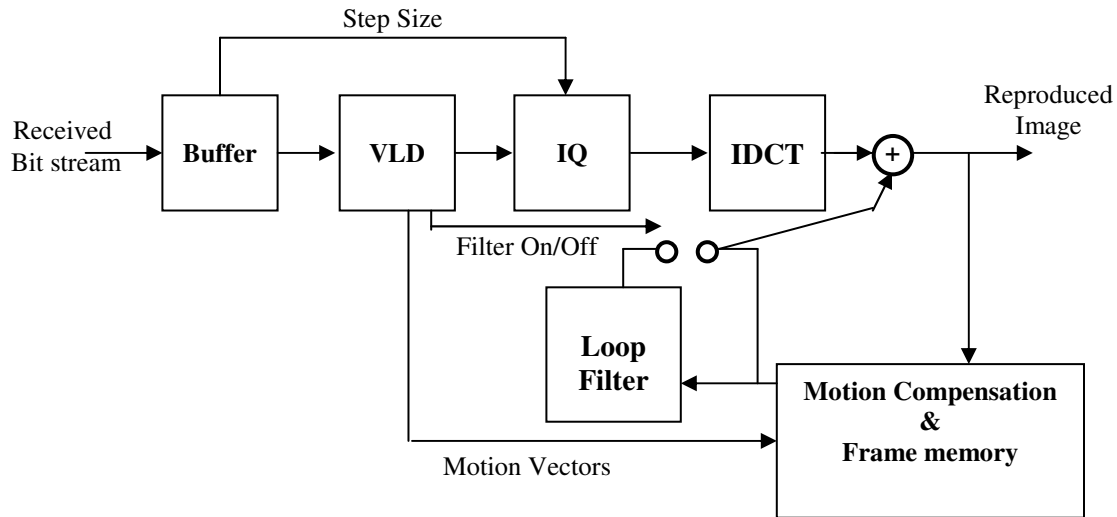 Step Size
Received
Bit stream
Buffer
VLD
IQ
IDCT
+
Reproduced
Image
Filter On/Off
Loop
Filter
Motion Compensation
&
Frame memory
Motion Vectors